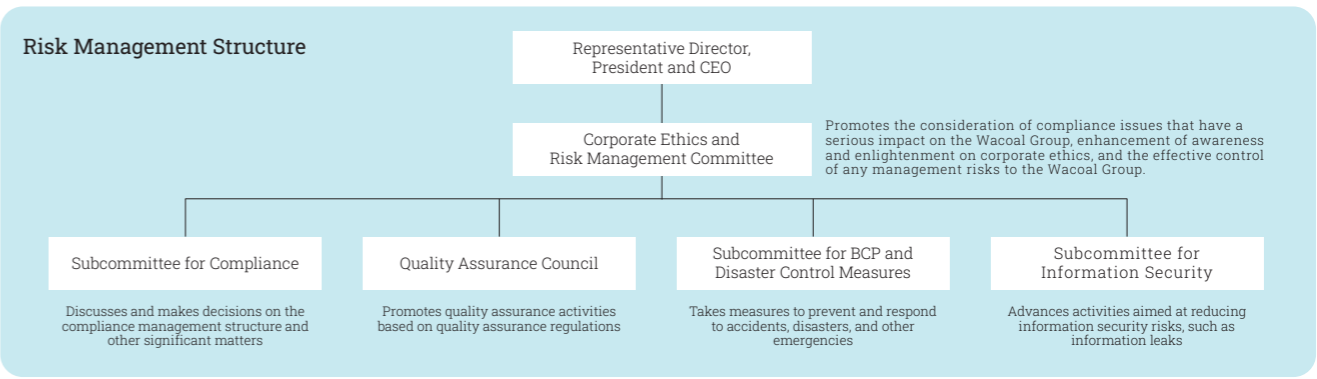 Risk Management Structure
Representative Director,
President and CEO
Corporate Ethics and
Risk Management Committee
Promotes the consideration of compliance issues that have a
serious impact on the Wacoal Group, enhancement of awareness
and enlightenment on corporate ethics, and the effective control
of any management risks to the Wacoal Group.
Subcommittee for Compliance
Discusses and makes decisions on the
compliance management structure and
other significant matters
Quality Assurance Council
Promotes quality assurance activities
based on quality assurance regulations
Subcommittee for BCP and
Disaster Control Measures
Takes measures to prevent and respond
to accidents, disasters, and other
emergencies
Subcommittee for
Information Security
Advances activities aimed at reducing
information security risks, such as
information leaks